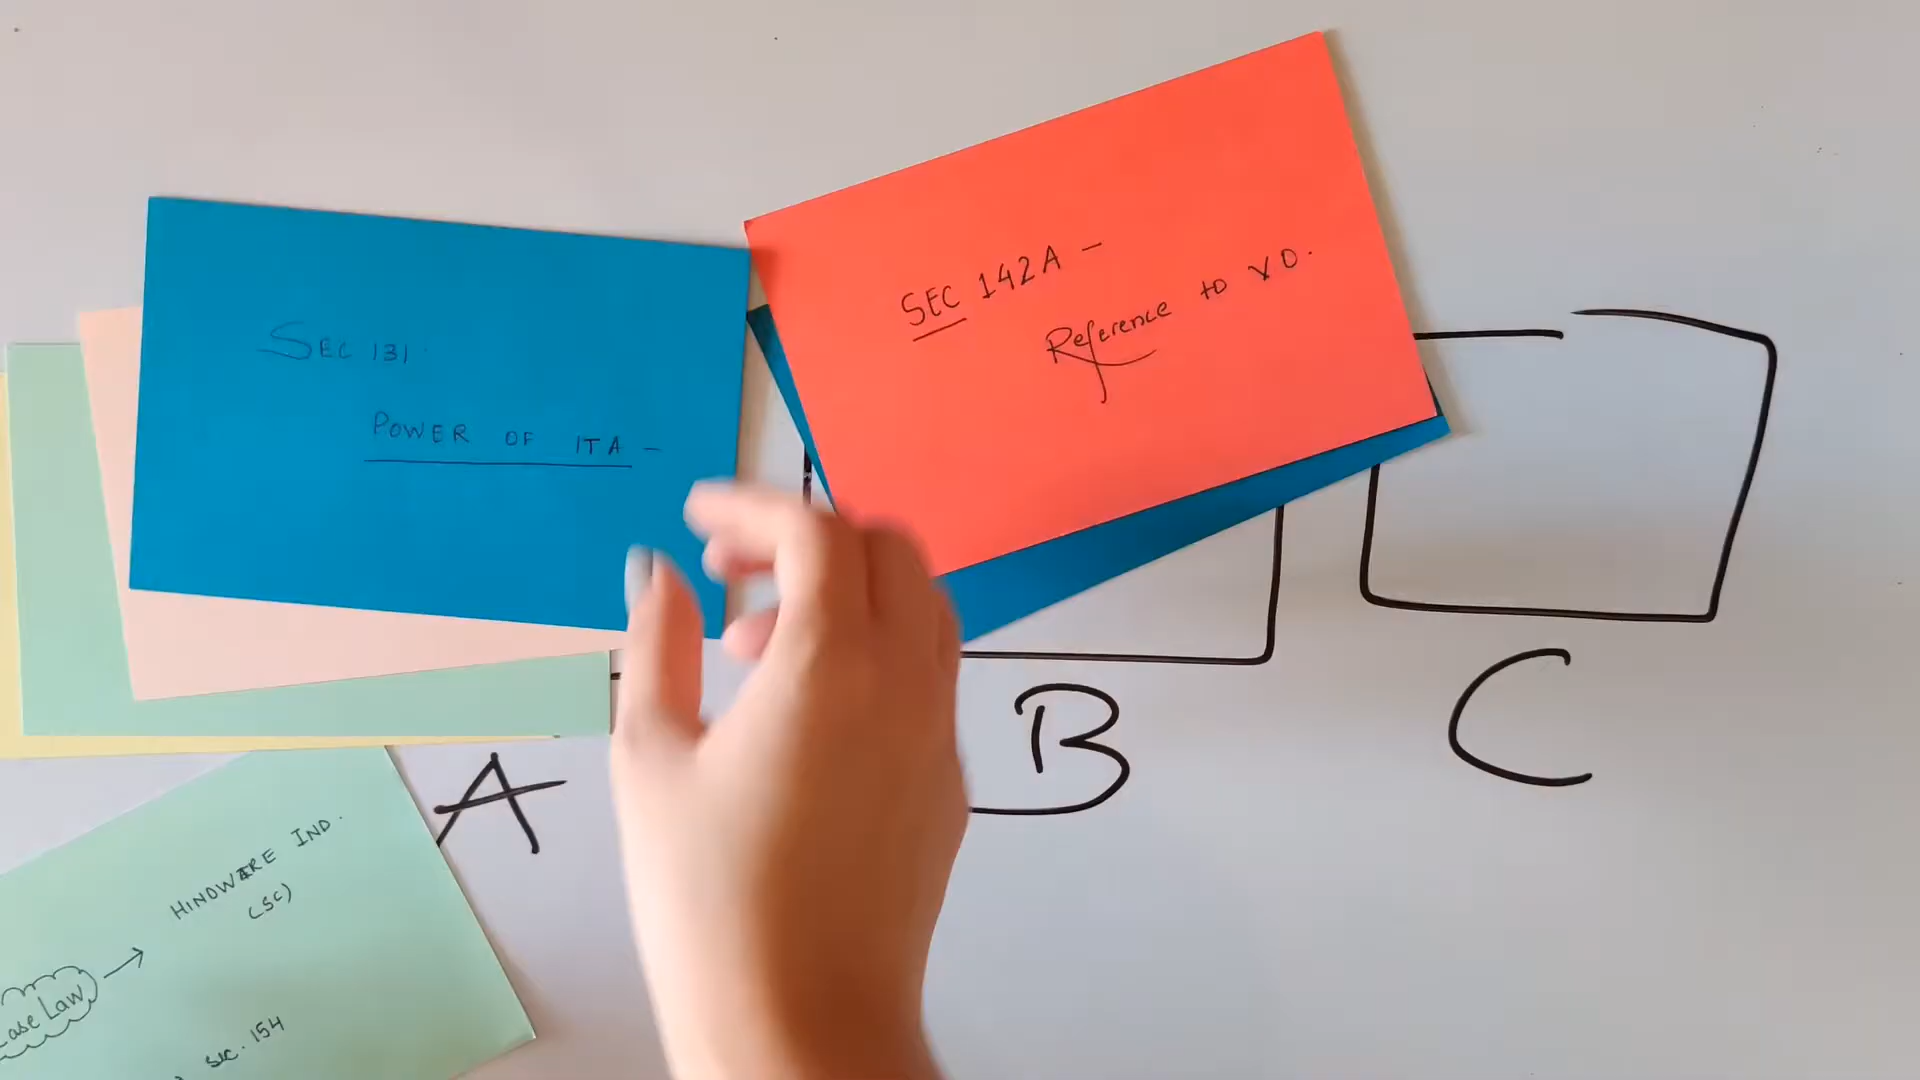 SEC 131.
POWER OF ITA -
SEC 142A -
Reference to VO.
A
B
C
HINDWARE IND.
(SC)
Case Law →
sec. 154